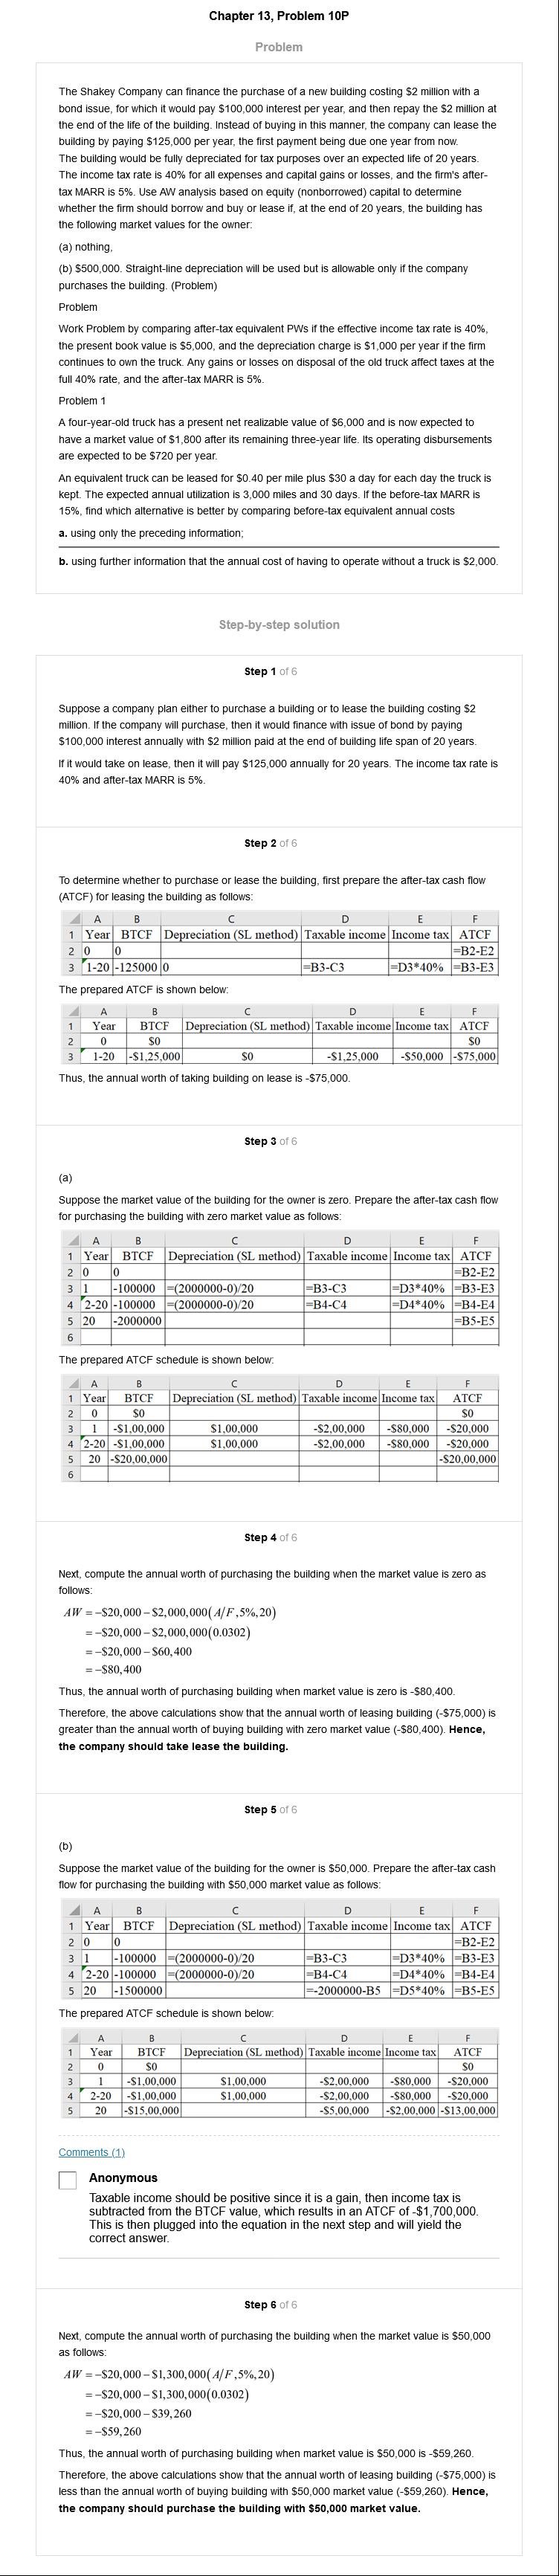 Chapter 13, Problem 10P
Problem
The Shakey Company can finance the purchase of a new building costing $2 million with a
bond issue, for which it would pay $100,000 interest per year, and then repay the $2 million at
the end of the life of the building. Instead of buying in this manner, the company can lease the
building by paying $125,000 per year, the first payment being due one year from now.
The building would be fully depreciated for tax purposes over an expected life of 20 years.
The income tax rate is 40% for all expenses and capital gains or losses, and the firm's after-
tax MARR is 5%. Use AW analysis based on equity (nonborrowed) capital to determine
whether the firm should borrow and buy or lease if, at the end of 20 years, the building has
the following market values for the owner:
(a) nothing,
(b) $500,000. Straight-line depreciation will be used but is allowable only if the company
purchases the building. (Problem)
Problem
Work Problem by comparing after-tax equivalent PWs if the effective income tax rate is 40%,
the present book value is $5,000, and the depreciation charge is $1,000 per year if the firm
continues to own the truck. Any gains or losses on disposal of the old truck affect taxes at the
full 40% rate, and the after-tax MARR is 5%.
Problem 1
A four-year-old truck has a present net realizable value of $6,000 and is now expected to
have a market value of $1,800 after its remaining three-year life. Its operating disbursements
are expected to be $720 per year.
An equivalent truck can be leased for $0.40 per mile plus $30 a day for each day the truck is
kept. The expected annual utilization is 3,000 miles and 30 days. If the before-tax MARR is
15%, find which alternative is better by comparing before-tax equivalent annual costs
a. using only the preceding information;
b. using further information that the annual cost of having to operate without a truck is $2,000.
Step-by-step solution
Step 1 of 6
Suppose a company plan either to purchase a building or to lease the building costing $2
million. If the company will purchase, then it would finance with issue of bond by paying
$100,000 interest annually with $2 million paid at the end of building life span of 20 years.
If it would take on lease, then it will pay $125,000 annually for 20 years. The income tax rate is
40% and after-tax MARR is 5%.
Step 2 of 6
To determine whether to purchase or lease the building, first prepare the after-tax cash flow
(ATCF) for leasing the building as follows:
A B C D E F
1 Year BTCF Depreciation (SL method) Taxable income Income tax ATCF
2 0 0 =B2-E2
3 1-20 -125000 0 =B3-C3 =D3*40% =B3-E3
The prepared ATCF is shown below:
A B C D E F
1 Year BTCF Depreciation (SL method) Taxable income Income tax ATCF
2 0 $0 $0
3 1-20 -$1,25,000 $0 -$1,25,000 -$50,000 -$75,000
Thus, the annual worth of taking building on lease is -$75,000.
Step 3 of 6
(a)
Suppose the market value of the building for the owner is zero. Prepare the after-tax cash flow
for purchasing the building with zero market value as follows:
A B C D E F
1 Year BTCF Depreciation (SL method) Taxable income Income tax ATCF
2 0 0 =B2-E2
3 1 -100000 =(2000000-0)/20 =B3-C3 =D3*40% =B3-E3
4 2-20 -100000 =(2000000-0)/20 =B4-C4 =D4*40% =B4-E4
5 20 -2000000 =B5-E5
6
The prepared ATCF schedule is shown below:
A B C D E F
1 Year BTCF Depreciation (SL method) Taxable income Income tax ATCF
2 0 $0 $0
3 1 -$1,00,000 $1,00,000 -$2,00,000 -$80,000 -$20,000
4 2-20 -$1,00,000 $1,00,000 -$2,00,000 -$80,000 -$20,000
5 20 -$20,00,000 -$20,00,000
6
Step 4 of 6
Next, compute the annual worth of purchasing the building when the market value is zero as
follows:
AW = −$20,000 − $2,000,000(A/F,5%,20)
= −$20,000 − $2,000,000(0.0302)
= −$20,000 − $60,400
= −$80,400
Thus, the annual worth of purchasing building when market value is zero is -$80,400.
Therefore, the above calculations show that the annual worth of leasing building (-$75,000) is
greater than the annual worth of buying building with zero market value (-$80,400). Hence,
the company should take lease the building.
Step 5 of 6
(b)
Suppose the market value of the building for the owner is $50,000. Prepare the after-tax cash
flow for purchasing the building with $50,000 market value as follows:
A B C D E F
1 Year BTCF Depreciation (SL method) Taxable income Income tax ATCF
2 0 0 =B2-E2
3 1 -100000 =(2000000-0)/20 =B3-C3 =D3*40% =B3-E3
4 2-20 -100000 =(2000000-0)/20 =B4-C4 =D4*40% =B4-E4
5 20 -1500000 =-2000000-B5 =D5*40% =B5-E5
The prepared ATCF schedule is shown below:
A B C D E F
1 Year BTCF Depreciation (SL method) Taxable income Income tax ATCF
2 0 $0 $0
3 1 -$1,00,000 $1,00,000 -$2,00,000 -$80,000 -$20,000
4 2-20 -$1,00,000 $1,00,000 -$2,00,000 -$80,000 -$20,000
5 20 -$15,00,000 -$5,00,000 -$2,00,000 -$13,00,000
Comments (1)
Anonymous
Taxable income should be positive since it is a gain, then income tax is
subtracted from the BTCF value, which results in an ATCF of -$1,700,000.
This is then plugged into the equation in the next step and will yield the
correct answer.
Step 6 of 6
Next, compute the annual worth of purchasing the building when the market value is $50,000
as follows:
AW = −$20,000 − $1,300,000(A/F,5%,20)
= −$20,000 − $1,300,000(0.0302)
= −$20,000 − $39,260
= −$59,260
Thus, the annual worth of purchasing building when market value is $50,000 is -$59,260.
Therefore, the above calculations show that the annual worth of leasing building (-$75,000) is
less than the annual worth of buying building with $50,000 market value (-$59,260). Hence,
the company should purchase the building with $50,000 market value.